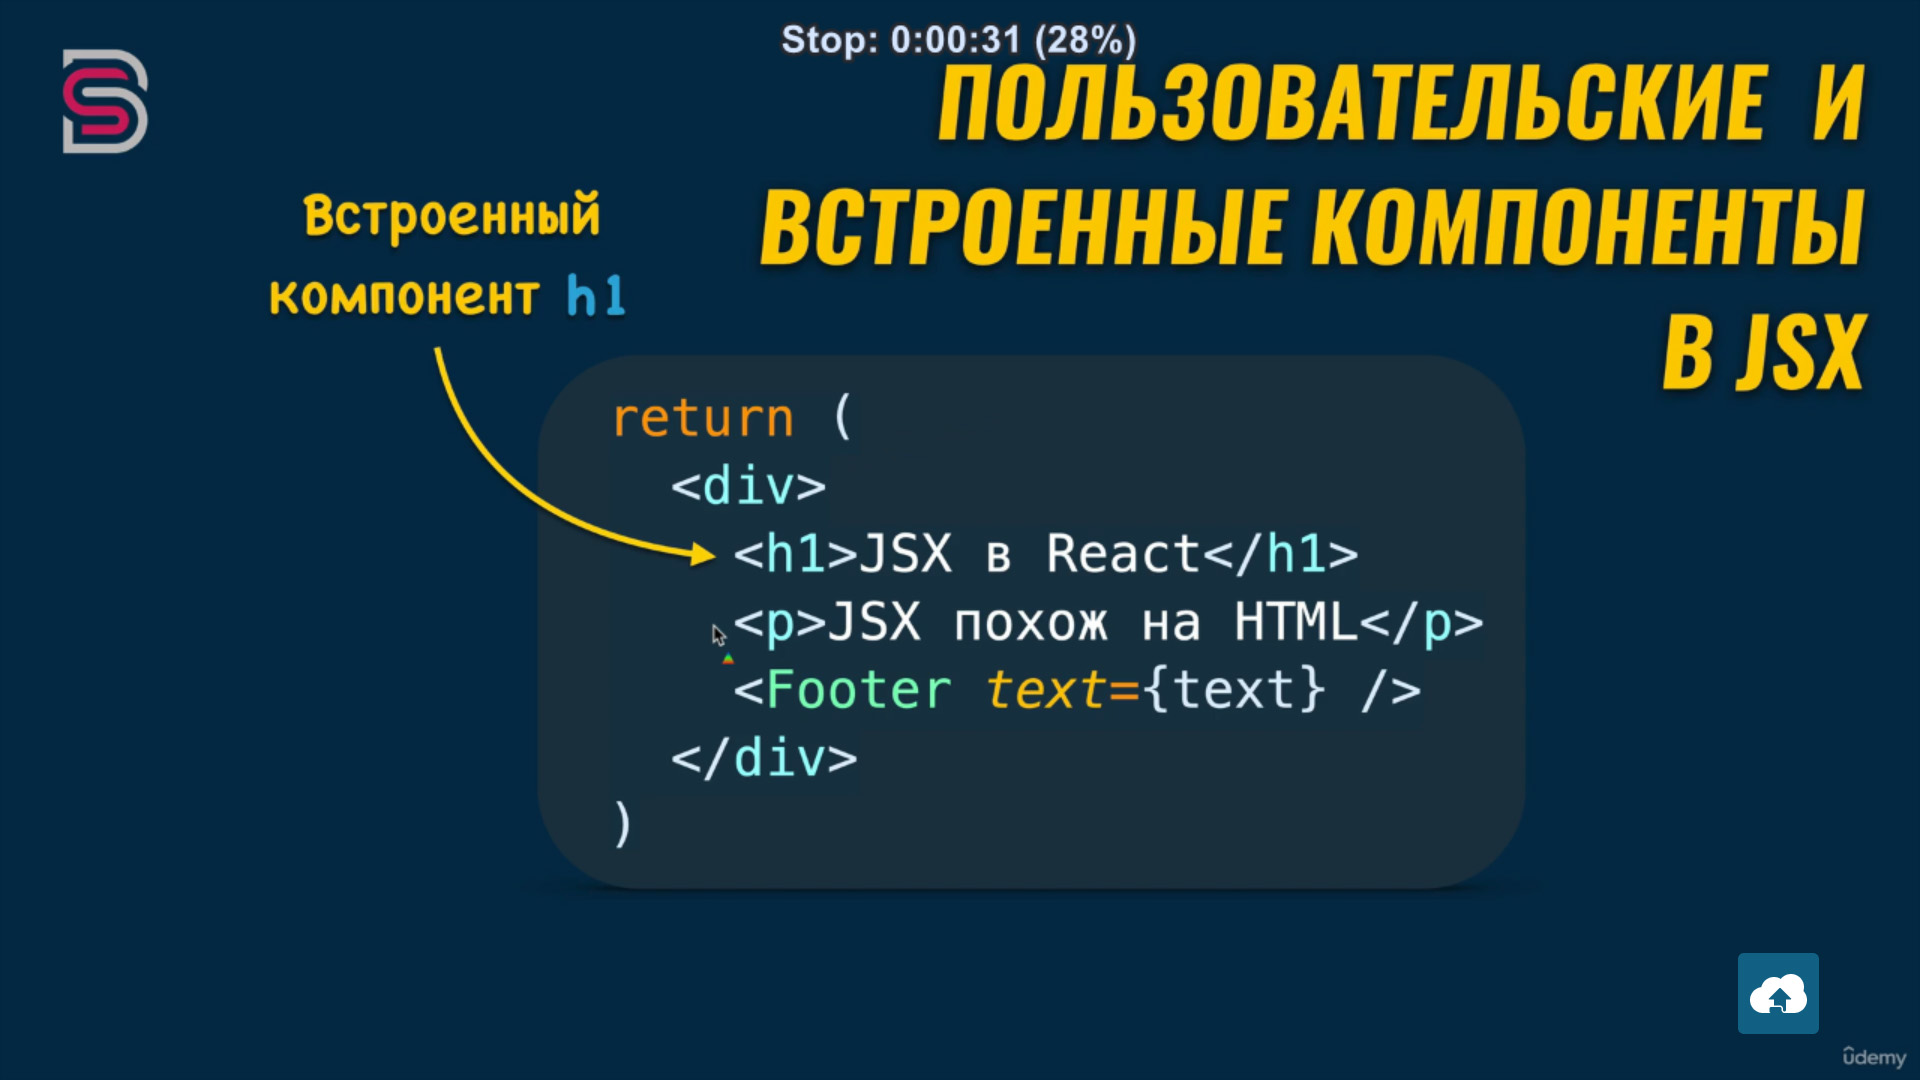 Stop: 0:00:31 (28%)
ПОЛЬЗОВАТЕЛЬСКИЕ И
ВСТРОЕННЫЕ КОМПОНЕНТЫ
В JSX
Встроенный
компонент h1
return (
<div>
<h1>JSX в React</h1>
<p>JSX похож на HTML</p>
<Footer text={text} />
</div>
)
ûdemy